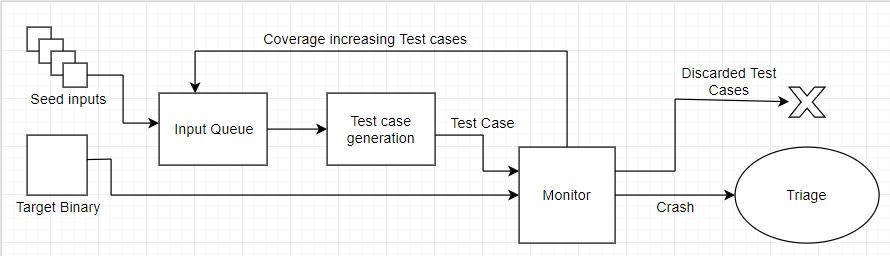 Coverage increasing Test cases
Discarded Test
Cases
Seed inputs
Input Queue
Test case
generation
Test Case
Target Binary
Monitor
Crash
Triage